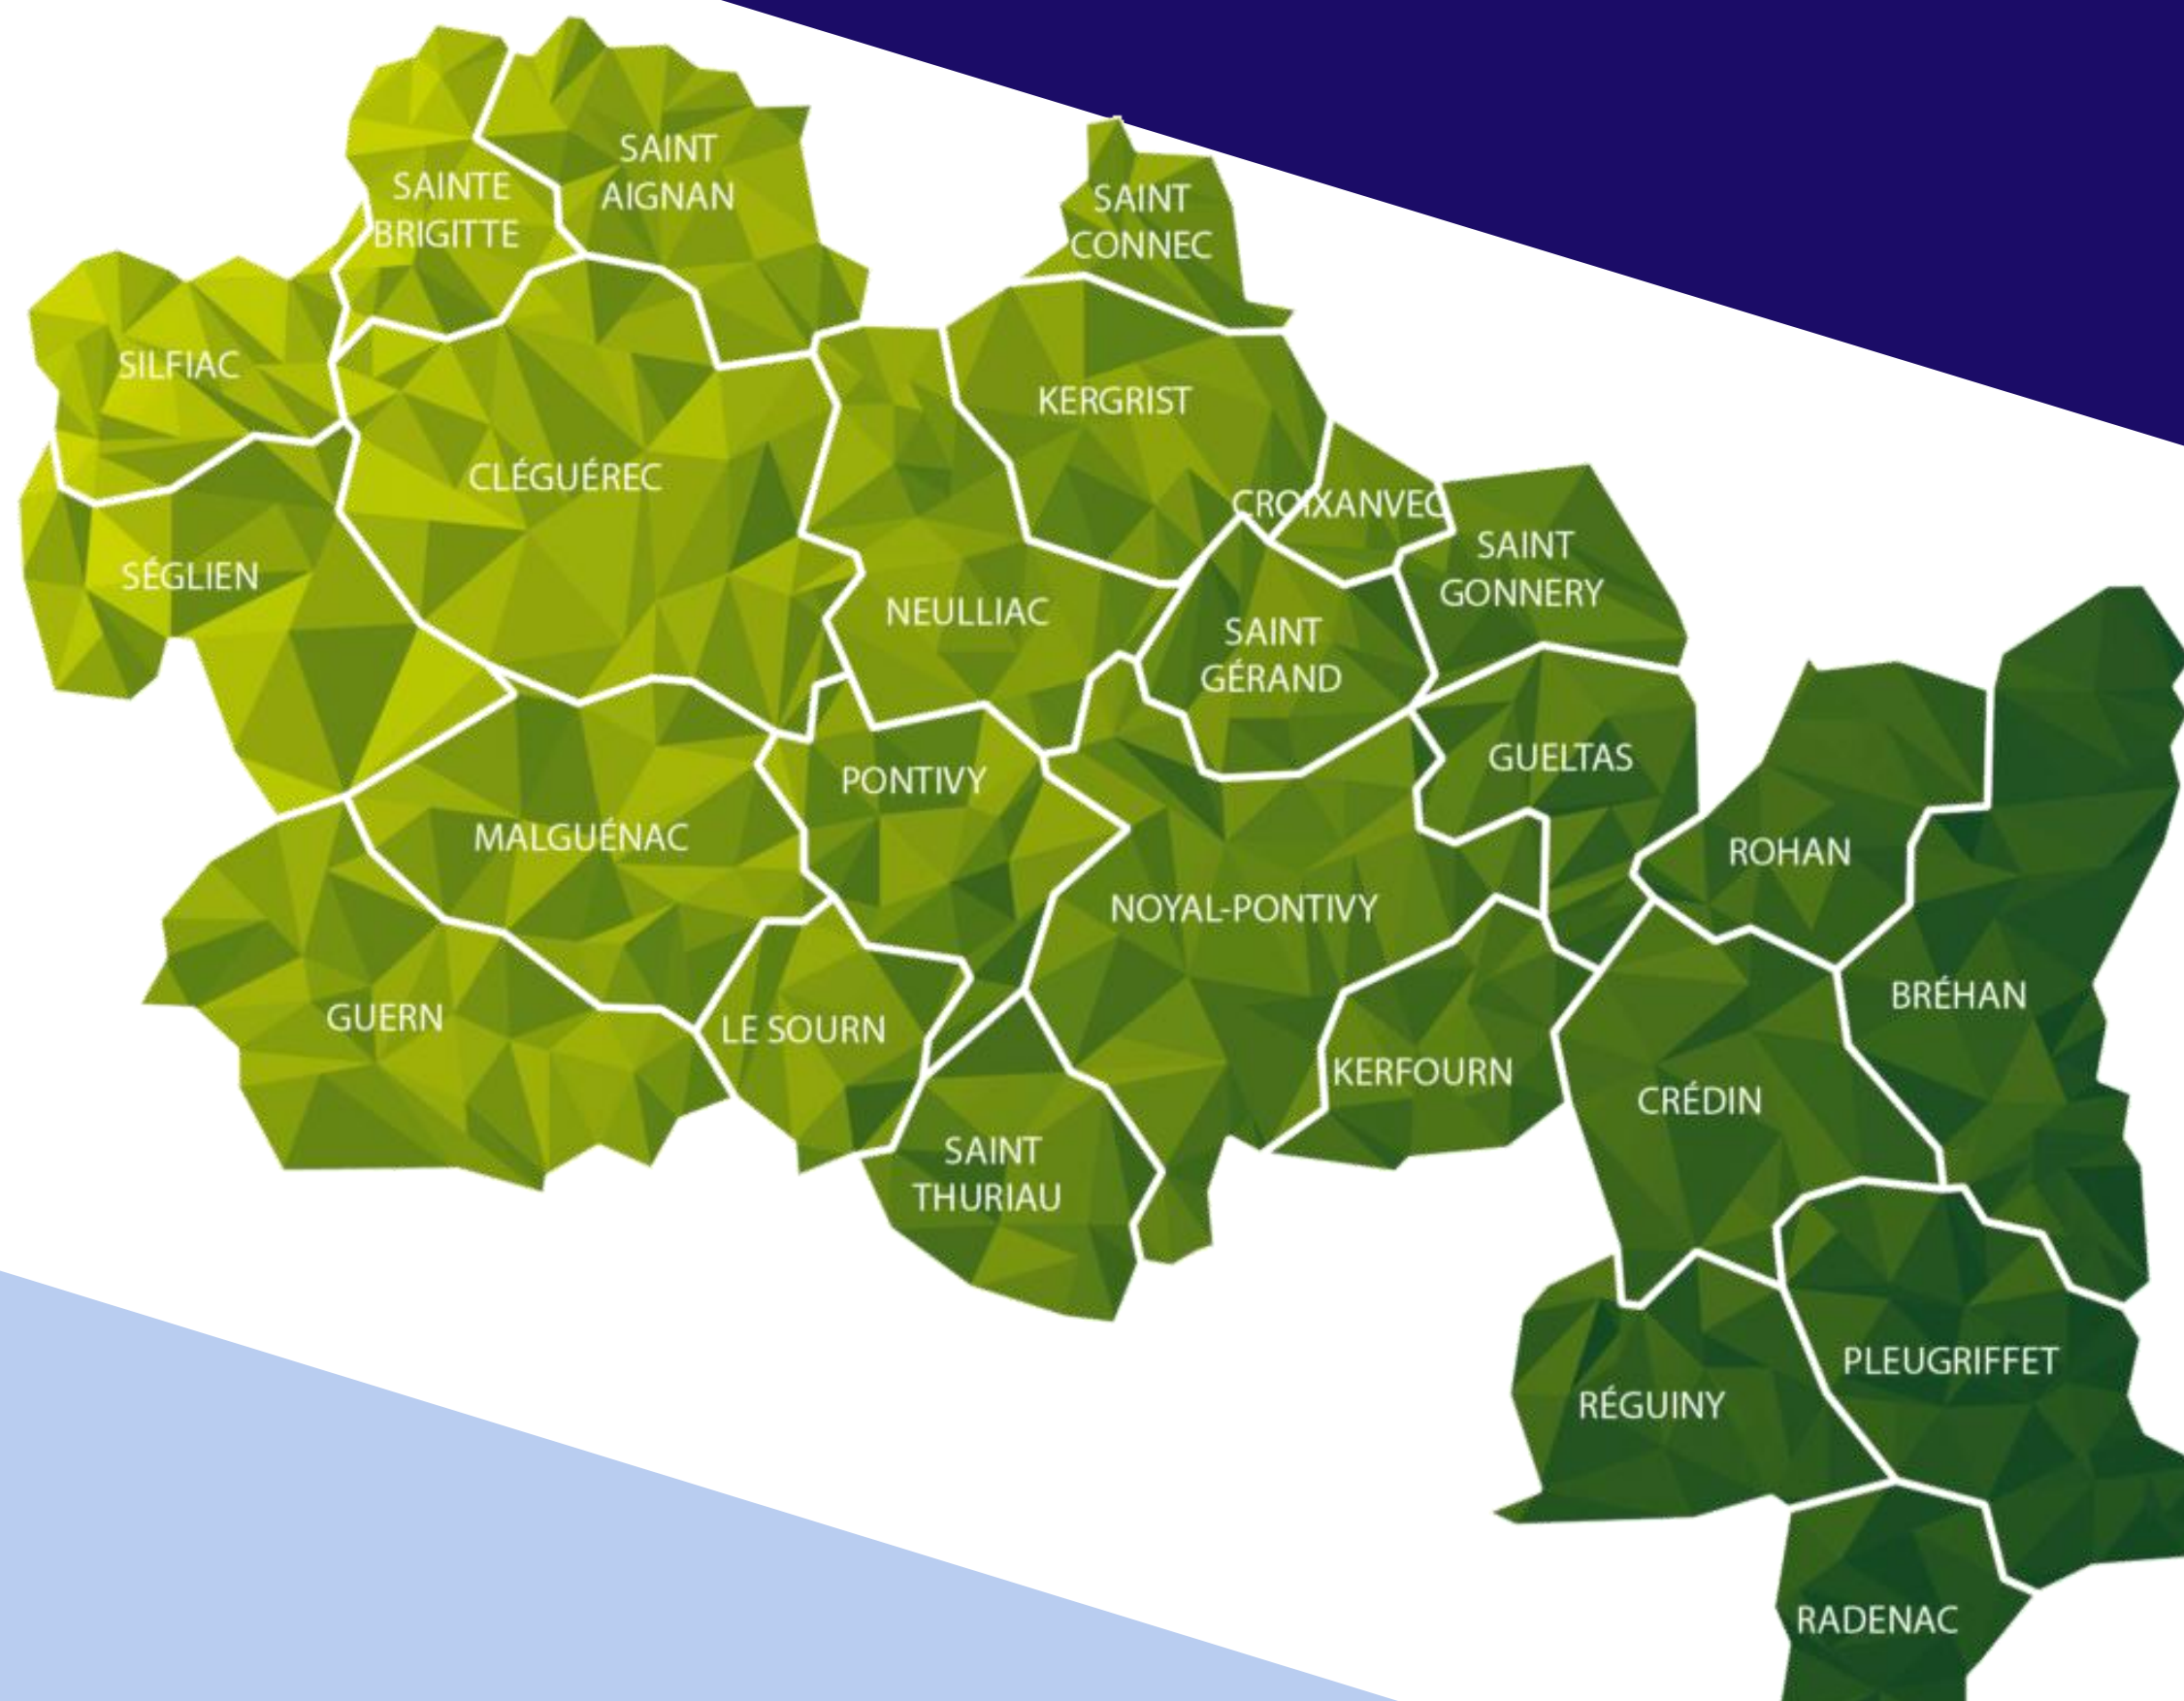 SAINT
AIGNAN
SAINTE
BRIGITTE
SAINT
CONNEC
SILFIAC
KERGRIST
CLÉGUÉREC
CROIXANVEC
SAINT
GONNERY
SÉGLIEN
NEULLIAC
SAINT
GÉRAND
GUELTAS
PONTIVY
MALGUÉNAC
ROHAN
NOYAL-PONTIVY
BRÉHAN
GUERN
LE SOURN
KERFOURN
CRÉDIN
SAINT
THURIAU
PLEUGRIFFET
RÉGUINY
RADENAC